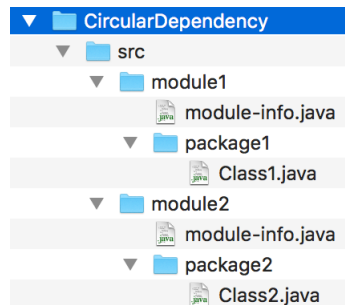 CircularDependency
src
module1
module-info.java
package1
Class1.java
module2
module-info.java
package2
Class2.java